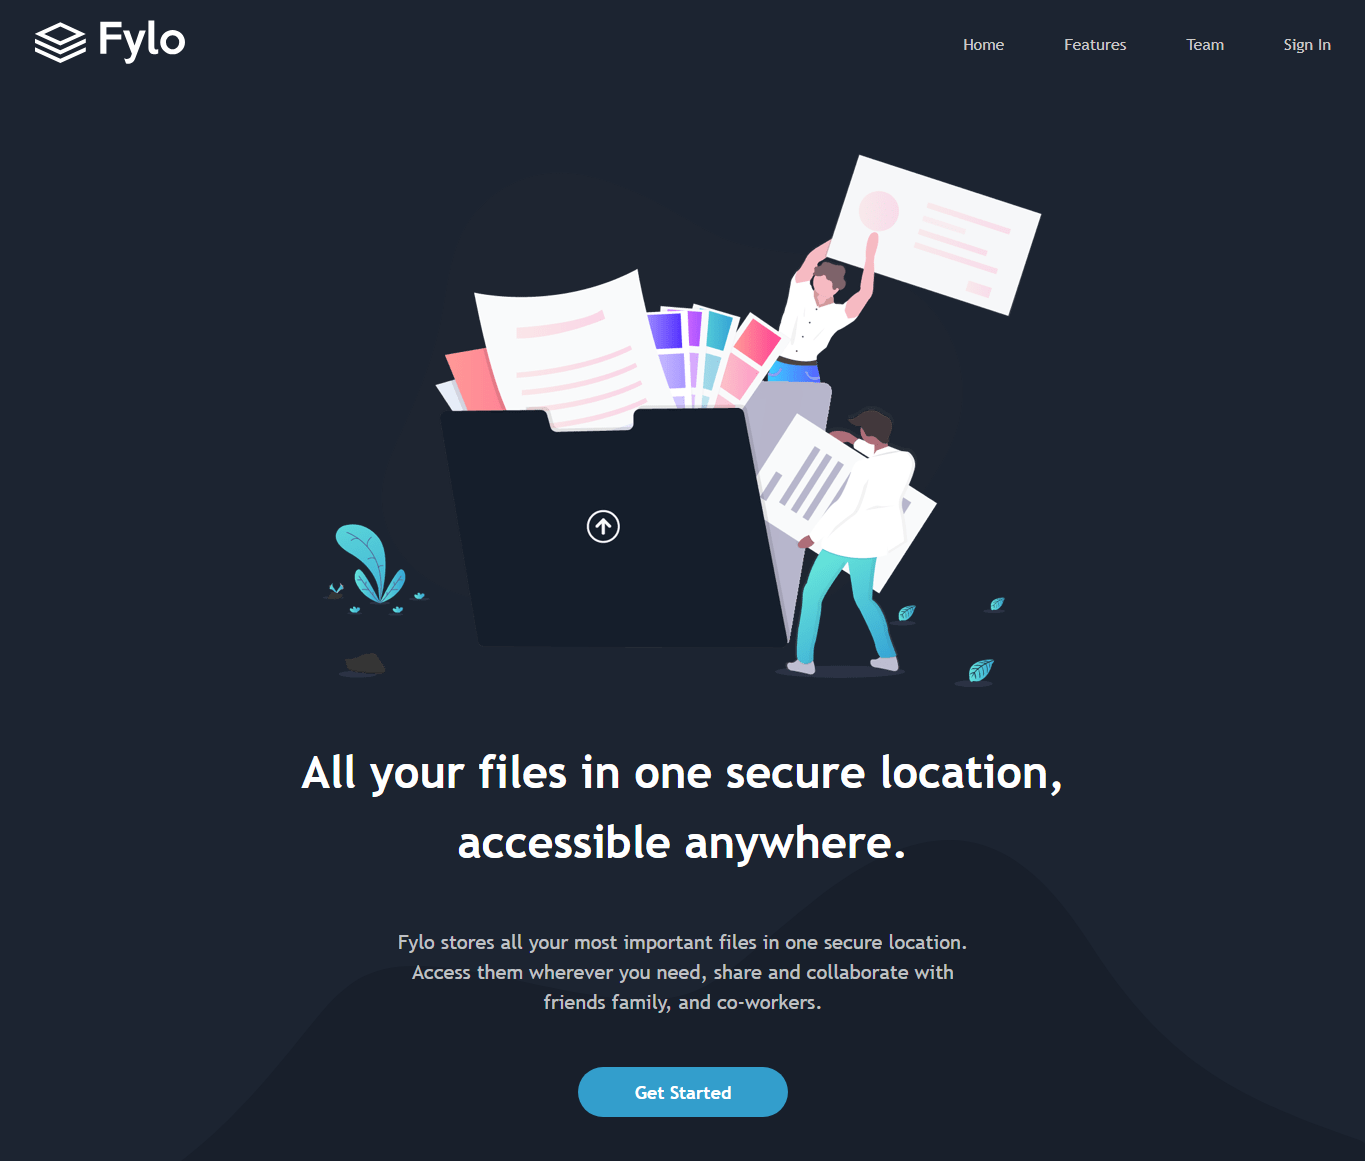 Fylo
Home Features Team Sign In
All your files in one secure location,
accessible anywhere.
Fylo stores all your most important files in one secure location.
Access them wherever you need, share and collaborate with
friends family, and co-workers.
Get Started